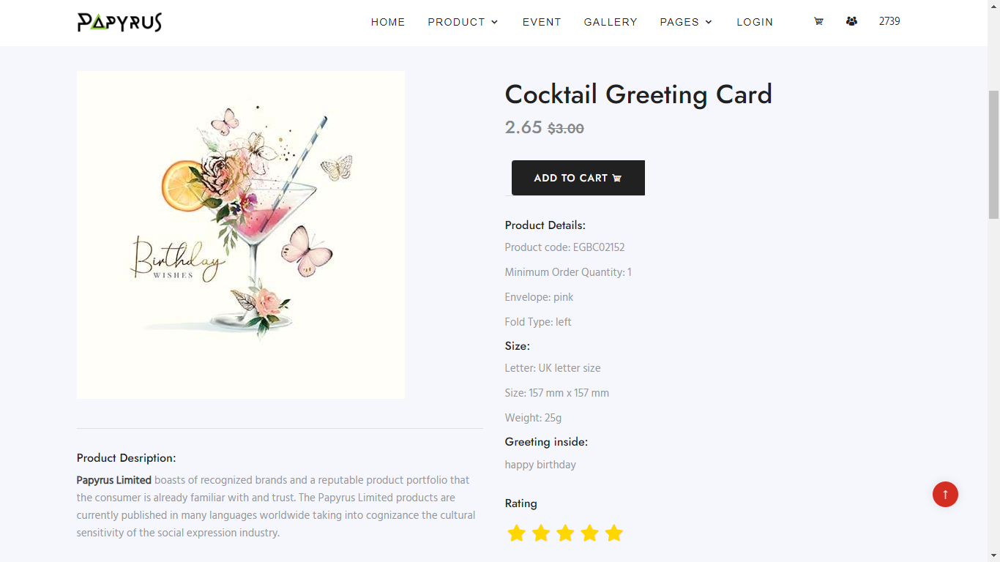 PAPYRUS
HOME PRODUCT EVENT GALLERY PAGES LOGIN 2739
Birthday
WISHES
Cocktail Greeting Card
2.65 $3.00
ADD TO CART
Product Details:
Product code: EGBC02152
Minimum Order Quantity: 1
Envelope: pink
Fold Type: left
Size:
Letter: UK letter size
Size: 157 mm x 157 mm
Weight: 25g
Greeting inside:
happy birthday
Rating
Product Desription:
Papyrus Limited boasts of recognized brands and a reputable product portfolio that
the consumer is already familiar with and trust. The Papyrus Limited products are
currently published in many languages worldwide taking into cognizance the cultural
sensitivity of the social expression industry.